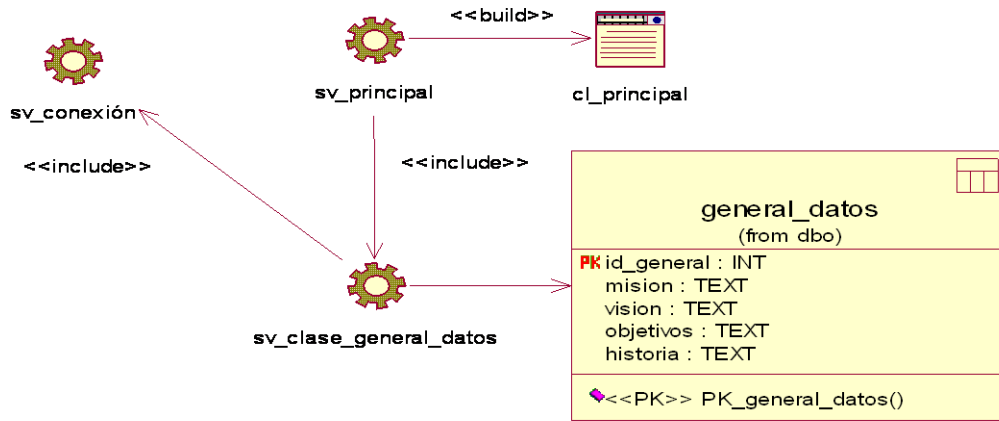 <<build>>
sv_principal
cl_principal
sv_conexión
<<include>>
<<include>>
general_datos
(from dbo)
PK id_general : INT
mision : TEXT
vision : TEXT
objetivos : TEXT
historia : TEXT
<<PK>> PK_general_datos()
sv_clase_general_datos